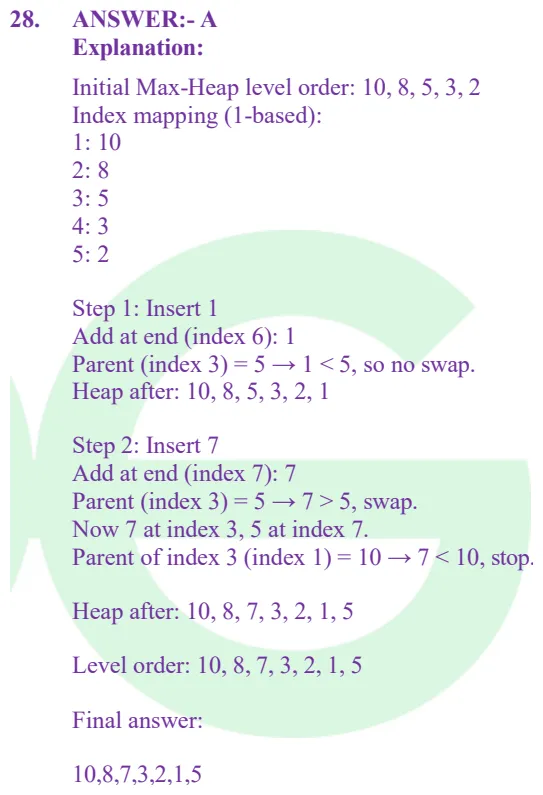 28. ANSWER:- A
Explanation:
Initial Max-Heap level order: 10, 8, 5, 3, 2
Index mapping (1-based):
1: 10
2: 8
3: 5
4: 3
5: 2
Step 1: Insert 1
Add at end (index 6): 1
Parent (index 3) = 5 → 1 < 5, so no swap.
Heap after: 10, 8, 5, 3, 2, 1
Step 2: Insert 7
Add at end (index 7): 7
Parent (index 3) = 5 → 7 > 5, swap.
Now 7 at index 3, 5 at index 7.
Parent of index 3 (index 1) = 10 → 7 < 10, stop.
Heap after: 10, 8, 7, 3, 2, 1, 5
Level order: 10, 8, 7, 3, 2, 1, 5
Final answer:
10,8,7,3,2,1,5